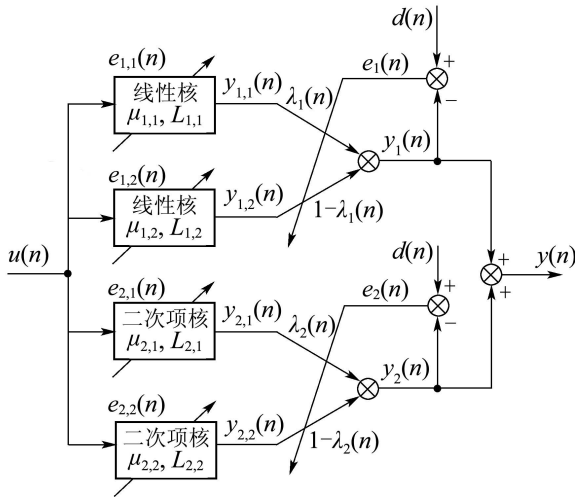 d(n)
e₁,₁(n)
线性核
μ₁,₁, L₁,₁
y₁,₁(n)
λ₁(n)
e₁(n)
+
−
y₁(n)
e₁,₂(n)
线性核
μ₁,₂, L₁,₂
y₁,₂(n)
1−λ₁(n)
u(n)
d(n)
+
+
y(n)
e₂,₁(n)
二次项核
μ₂,₁, L₂,₁
y₂,₁(n)
λ₂(n)
e₂(n)
+
−
y₂(n)
e₂,₂(n)
二次项核
μ₂,₂, L₂,₂
y₂,₂(n)
1−λ₂(n)